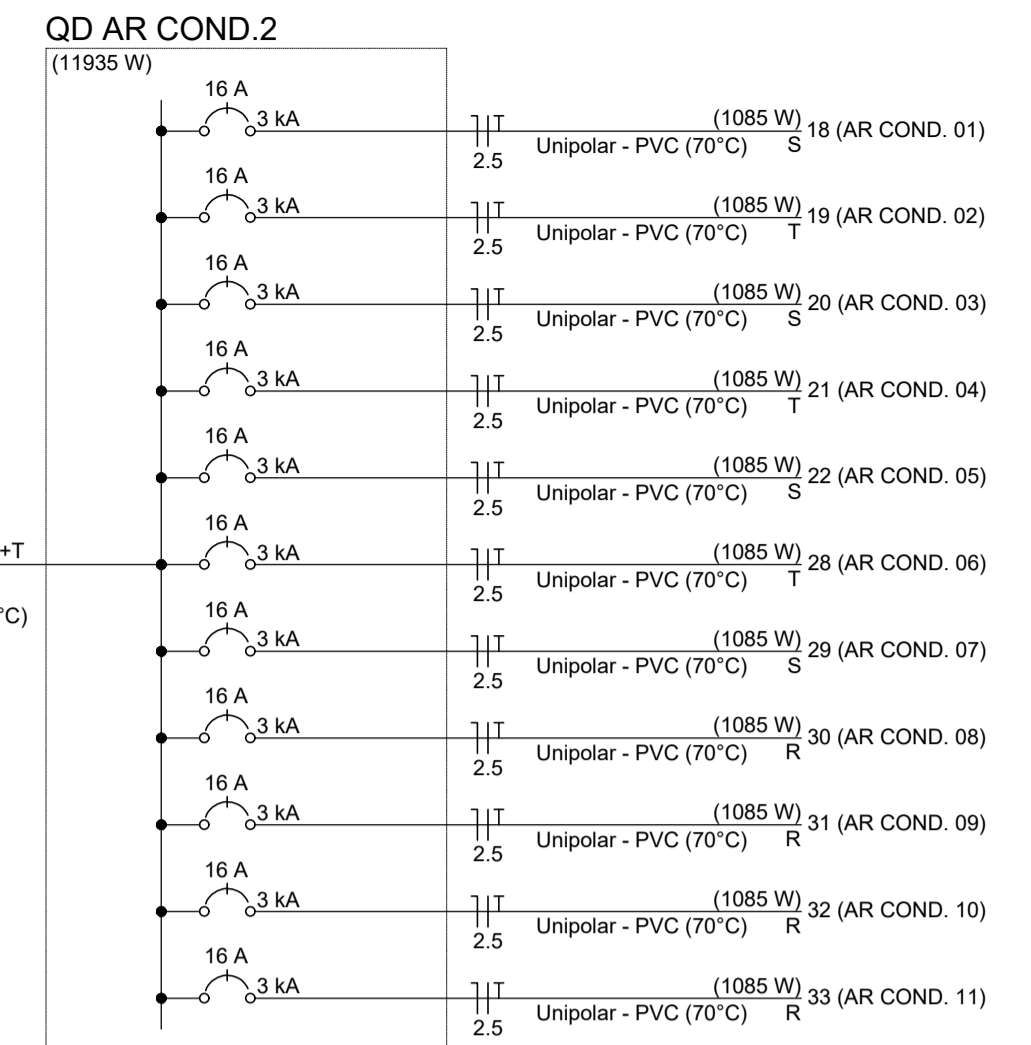 QD AR COND.2
(11935 W)
16 A
3 kA
2.5
T
(1085 W)
Unipolar - PVC (70°C) S
18 (AR COND. 01)
16 A
3 kA
2.5
T
(1085 W)
Unipolar - PVC (70°C) T
19 (AR COND. 02)
16 A
3 kA
2.5
T
(1085 W)
Unipolar - PVC (70°C) S
20 (AR COND. 03)
16 A
3 kA
2.5
T
(1085 W)
Unipolar - PVC (70°C) T
21 (AR COND. 04)
16 A
3 kA
2.5
T
(1085 W)
Unipolar - PVC (70°C) S
22 (AR COND. 05)
+T
°C)
16 A
3 kA
2.5
T
(1085 W)
Unipolar - PVC (70°C) T
28 (AR COND. 06)
16 A
3 kA
2.5
T
(1085 W)
Unipolar - PVC (70°C) S
29 (AR COND. 07)
16 A
3 kA
2.5
T
(1085 W)
Unipolar - PVC (70°C) R
30 (AR COND. 08)
16 A
3 kA
2.5
T
(1085 W)
Unipolar - PVC (70°C) R
31 (AR COND. 09)
16 A
3 kA
2.5
T
(1085 W)
Unipolar - PVC (70°C) R
32 (AR COND. 10)
16 A
3 kA
2.5
T
(1085 W)
Unipolar - PVC (70°C) R
33 (AR COND. 11)